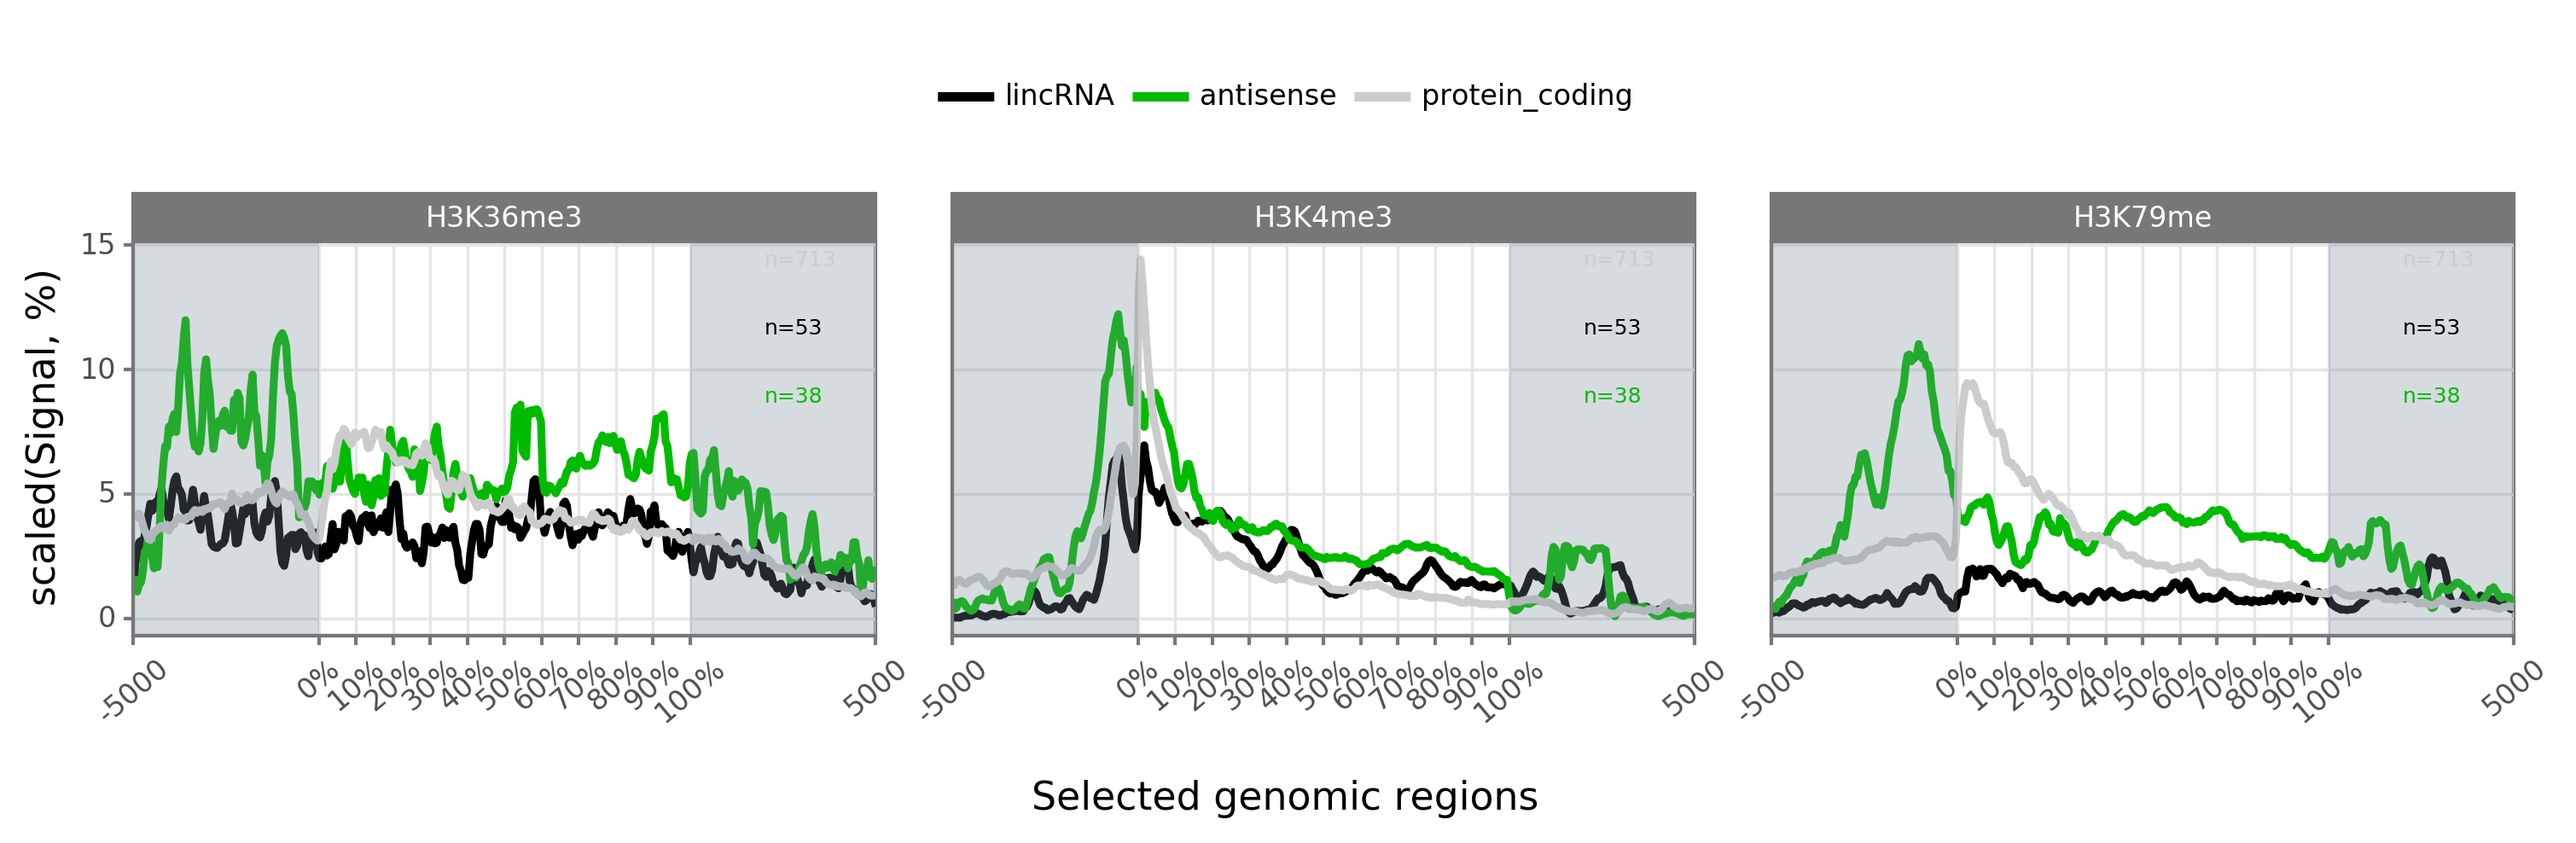 lincRNA antisense protein_coding
H3K36me3 H3K4me3 H3K79me
scaled(Signal, %)
15
10
5
0
n=713 n=713 n=713
n=53 n=53 n=53
n=38 n=38 n=38
-5000 0% 10% 20% 30% 40% 50% 60% 70% 80% 90% 100% 5000
-5000 0% 10% 20% 30% 40% 50% 60% 70% 80% 90% 100% 5000
-5000 0% 10% 20% 30% 40% 50% 60% 70% 80% 90% 100% 5000
Selected genomic regions